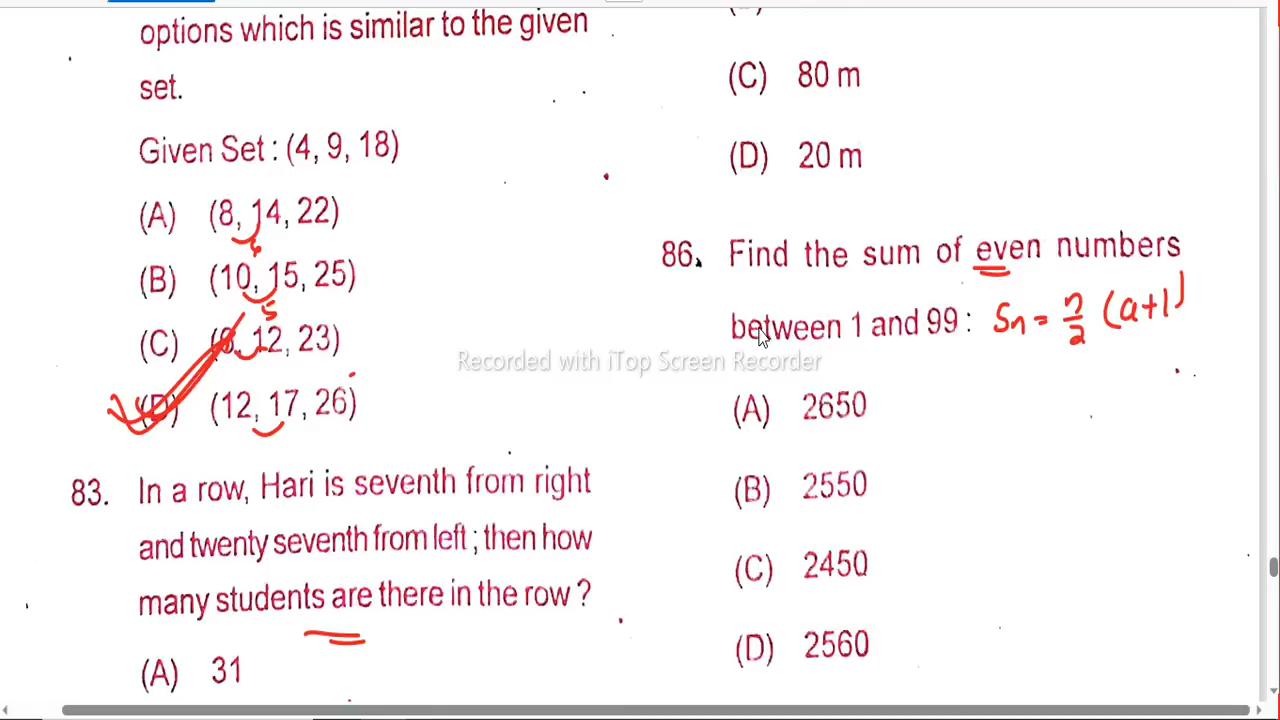 options which is similar to the given
set.
Given Set : (4, 9, 18)
(A) (8, 14, 22)
6
(B) (10, 15, 25)
5
(C) 12, 23)
(D) (12, 17, 26)
83. In a row, Hari is seventh from right
and twenty seventh from left ; then how
many students are there in the row ?
(A) 31
(C) 80 m
(D) 20 m
86. Find the sum of even numbers
between 1 and 99 : Sn = n/2 (a+l)
(A) 2650
(B) 2550
(C) 2450
(D) 2560
Recorded with iTop Screen Recorder